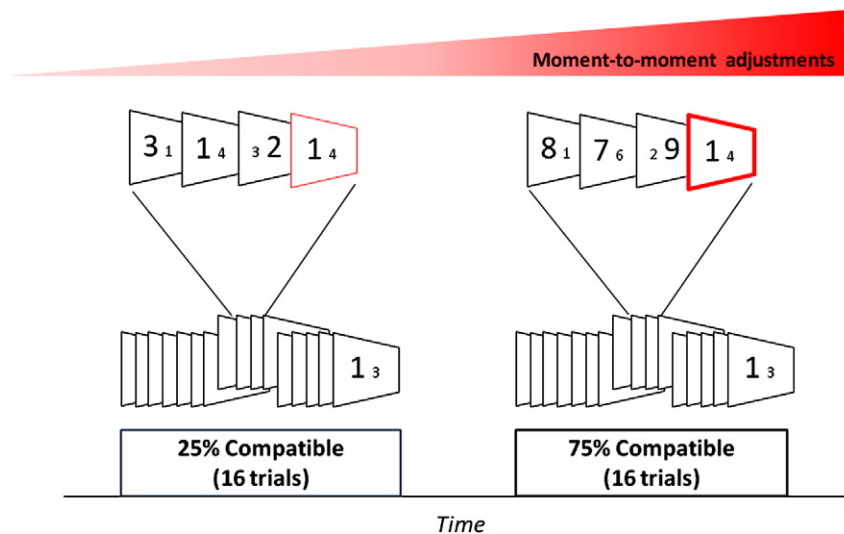 Moment-to-moment adjustments
3 1 1 4 3 2 1 4
8 1 7 6 2 9 1 4
1 3
1 3
25% Compatible
(16 trials)
75% Compatible
(16 trials)
Time